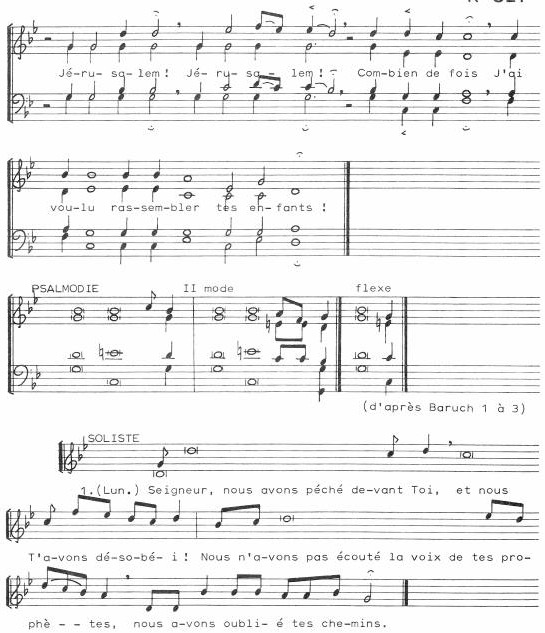 Jé-ru-sa-lem! Jé-ru-sa-lem! Com-bien de fois J'ai
vou-lu ras-sem-bler tes en-fants !
PSALMODIE II mode flexe
(d'après Baruch 1 à 3)
SOLISTE
1.(Lun.) Seigneur, nous avons péché de-vant Toi, et nous
T'a-vons dé-so-bé- i! Nous n'a-vons pas écouté la voix de tes pro-
phè - - tes, nous a-vons oubli- é tes che-mins.